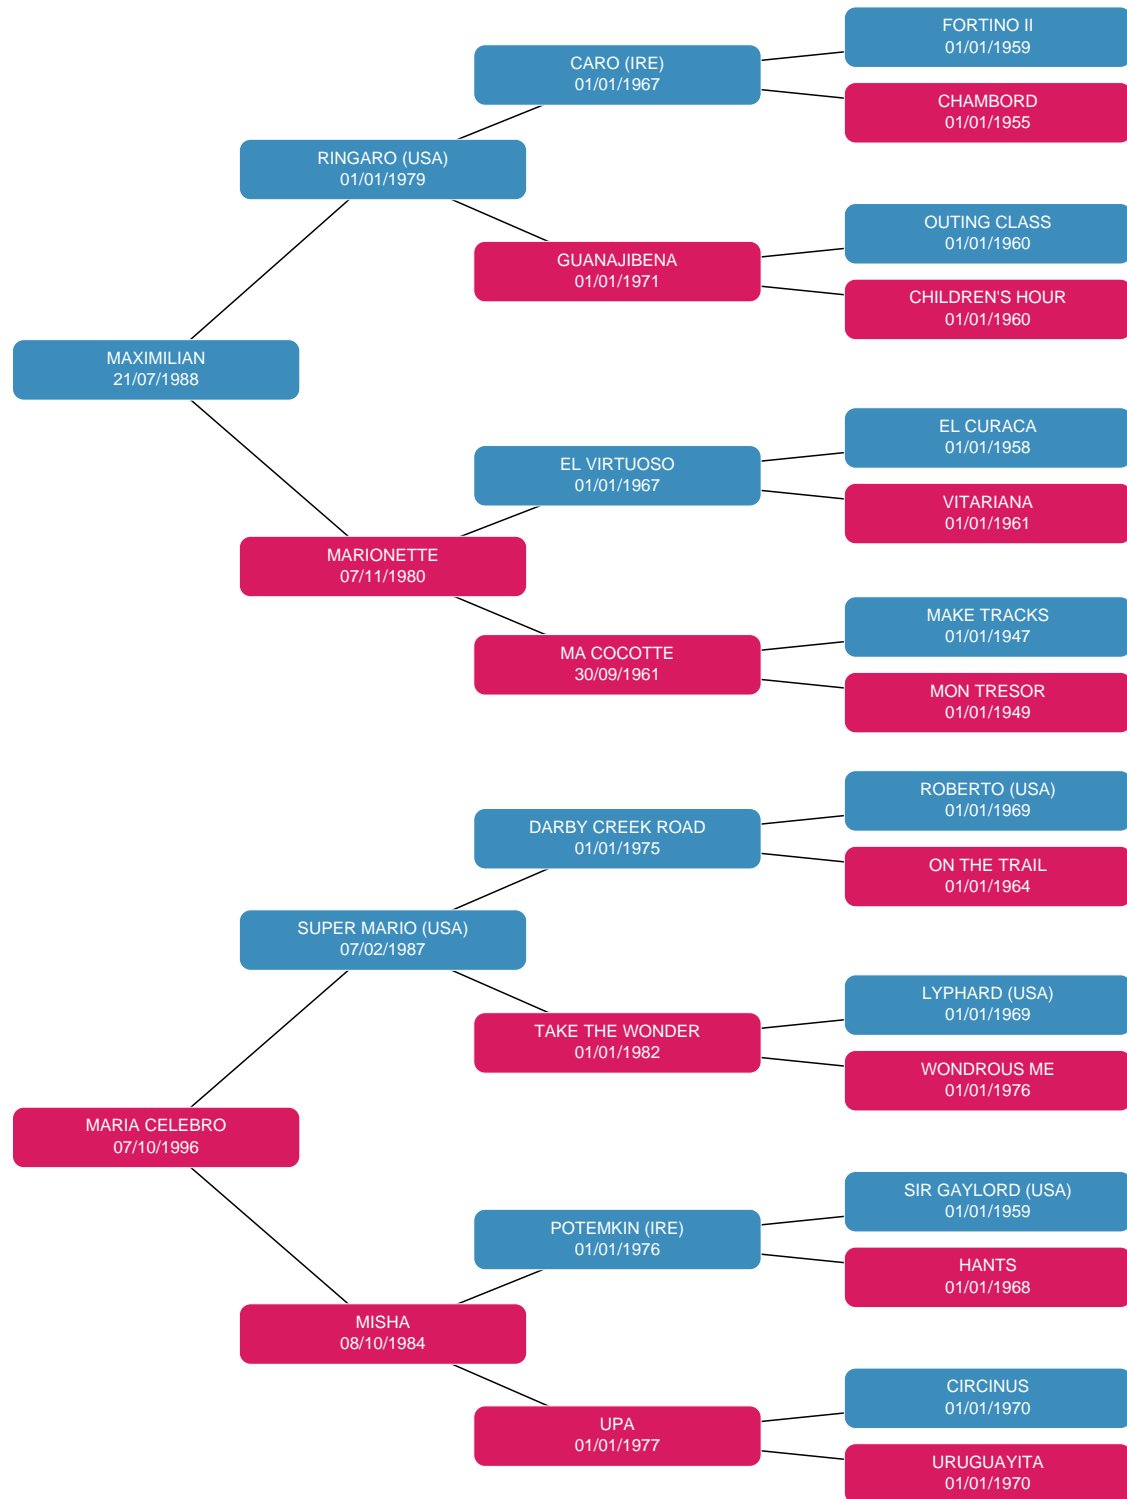 FORTINO II
01/01/1959
CARO (IRE)
01/01/1967
CHAMBORD
01/01/1955
RINGARO (USA)
01/01/1979
OUTING CLASS
01/01/1960
GUANAJIBENA
01/01/1971
CHILDREN'S HOUR
01/01/1960
MAXIMILIAN
21/07/1988
EL CURACA
01/01/1958
EL VIRTUOSO
01/01/1967
VITARIANA
01/01/1961
MARIONETTE
07/11/1980
MAKE TRACKS
01/01/1947
MA COCOTTE
30/09/1961
MON TRESOR
01/01/1949
ROBERTO (USA)
01/01/1969
DARBY CREEK ROAD
01/01/1975
ON THE TRAIL
01/01/1964
SUPER MARIO (USA)
07/02/1987
LYPHARD (USA)
01/01/1969
TAKE THE WONDER
01/01/1982
WONDROUS ME
01/01/1976
MARIA CELEBRO
07/10/1996
SIR GAYLORD (USA)
01/01/1959
POTEMKIN (IRE)
01/01/1976
HANTS
01/01/1968
MISHA
08/10/1984
CIRCINUS
01/01/1970
UPA
01/01/1977
URUGUAYITA
01/01/1970